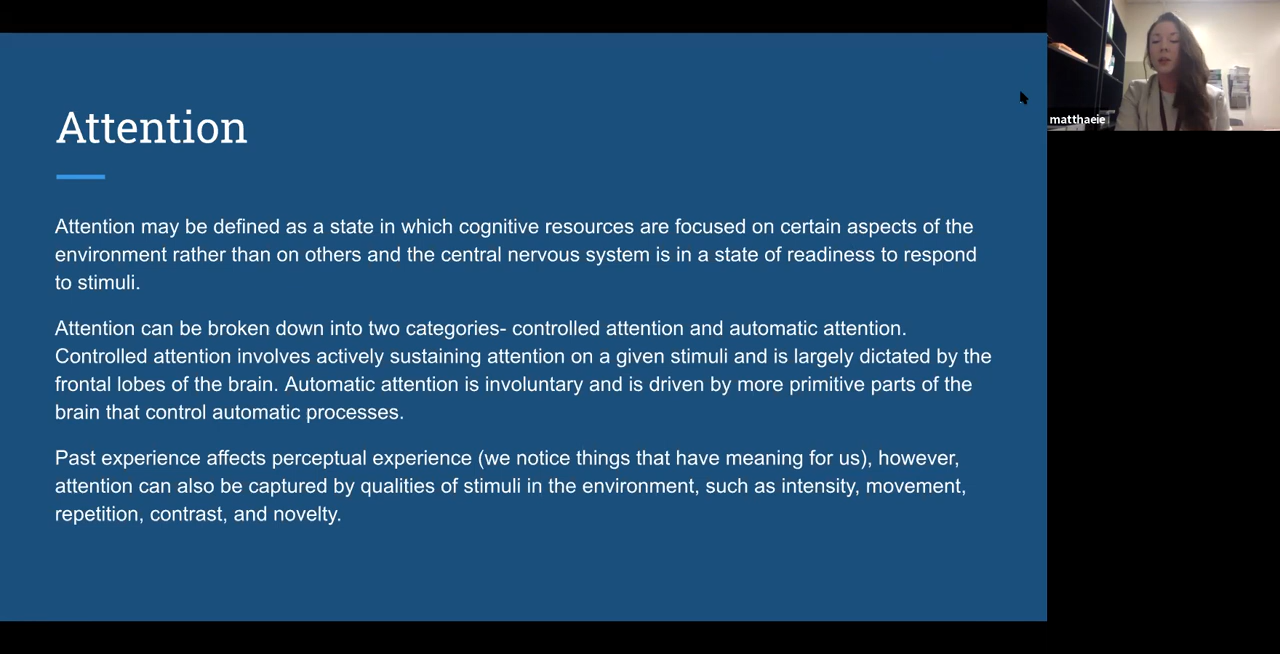 Attention
Attention may be defined as a state in which cognitive resources are focused on certain aspects of the
environment rather than on others and the central nervous system is in a state of readiness to respond
to stimuli.
Attention can be broken down into two categories- controlled attention and automatic attention.
Controlled attention involves actively sustaining attention on a given stimuli and is largely dictated by the
frontal lobes of the brain. Automatic attention is involuntary and is driven by more primitive parts of the
brain that control automatic processes.
Past experience affects perceptual experience (we notice things that have meaning for us), however,
attention can also be captured by qualities of stimuli in the environment, such as intensity, movement,
repetition, contrast, and novelty.
matthaeie